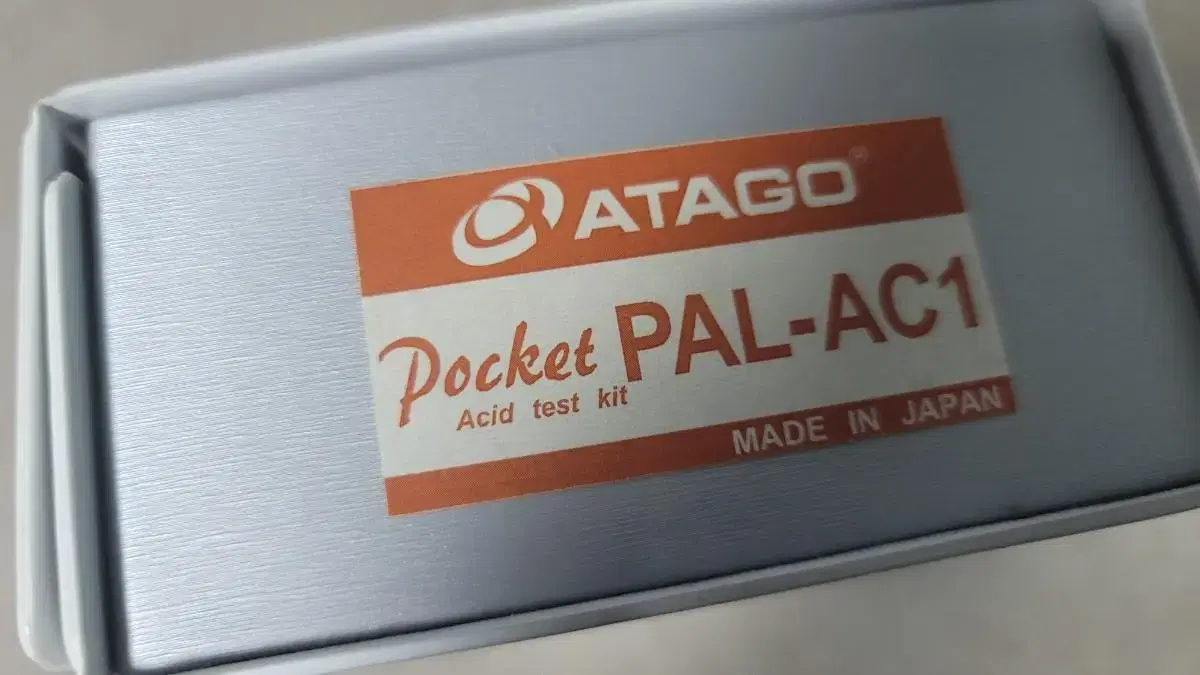 ATAGO®
Pocket PAL-AC1
Acid test kit
MADE IN JAPAN